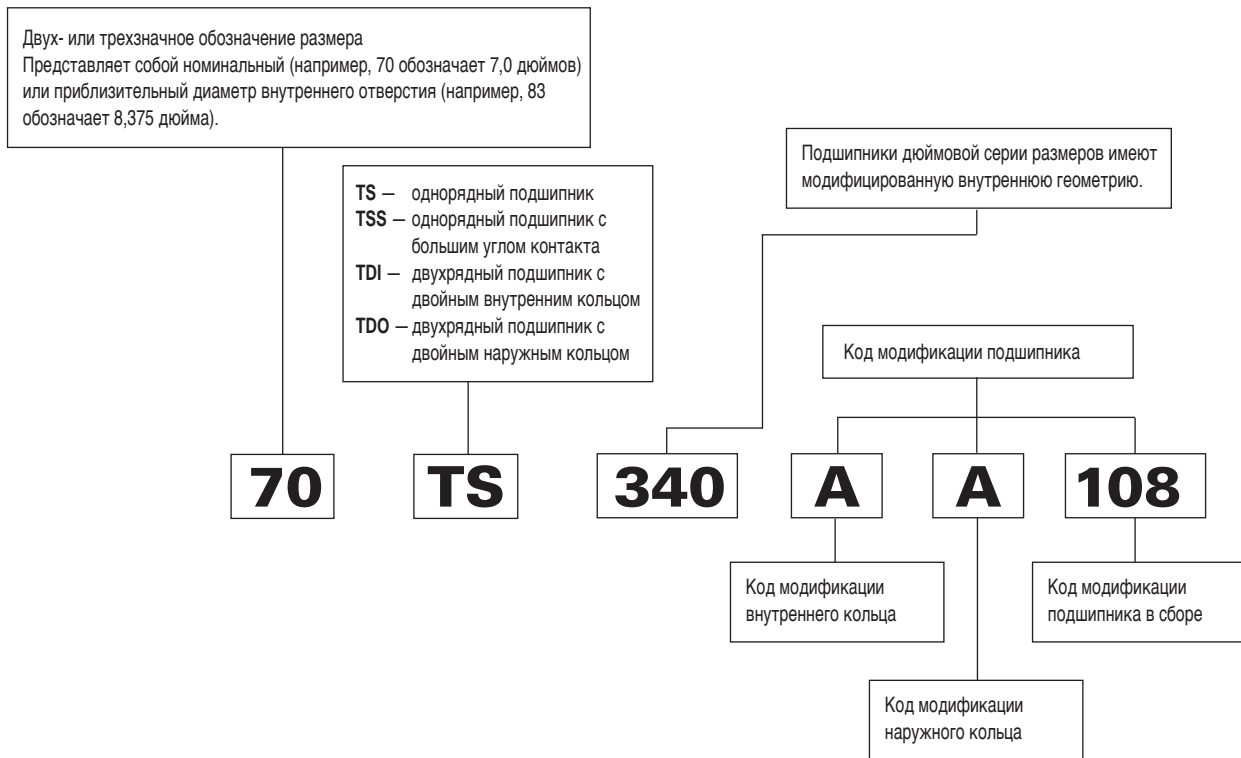 Двух- или трехзначное обозначение размера
Представляет собой номинальный (например, 70 обозначает 7,0 дюймов)
или приблизительный диаметр внутреннего отверстия (например, 83
обозначает 8,375 дюйма).
Подшипники дюймовой серии размеров имеют
модифицированную внутреннюю геометрию.
TS — однорядный подшипник
TSS — однорядный подшипник с
большим углом контакта
TDI — двухрядный подшипник с
двойным внутренним кольцом
TDO — двухрядный подшипник с
двойным наружным кольцом
Код модификации подшипника
70 TS 340 A A 108
Код модификации
внутреннего кольца
Код модификации
подшипника в сборе
Код модификации
наружного кольца